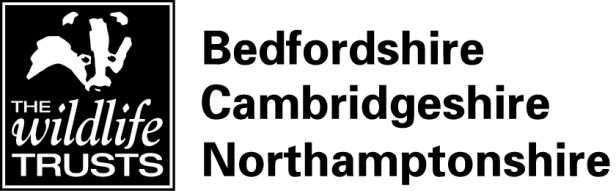 THE
wildlife
TRUSTS
Bedfordshire
Cambridgeshire
Northamptonshire